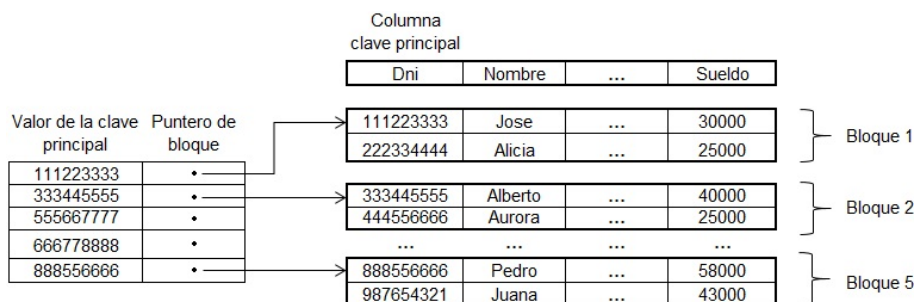 Columna
clave principal
Dni Nombre ... Sueldo
Valor de la clave principal Puntero de bloque
111223333
333445555
555667777
666778888
888556666
111223333 Jose ... 30000
222334444 Alicia ... 25000
Bloque 1
333445555 Alberto ... 40000
444556666 Aurora ... 25000
Bloque 2
... ... ... ...
888556666 Pedro ... 58000
987654321 Juana ... 43000
Bloque 5